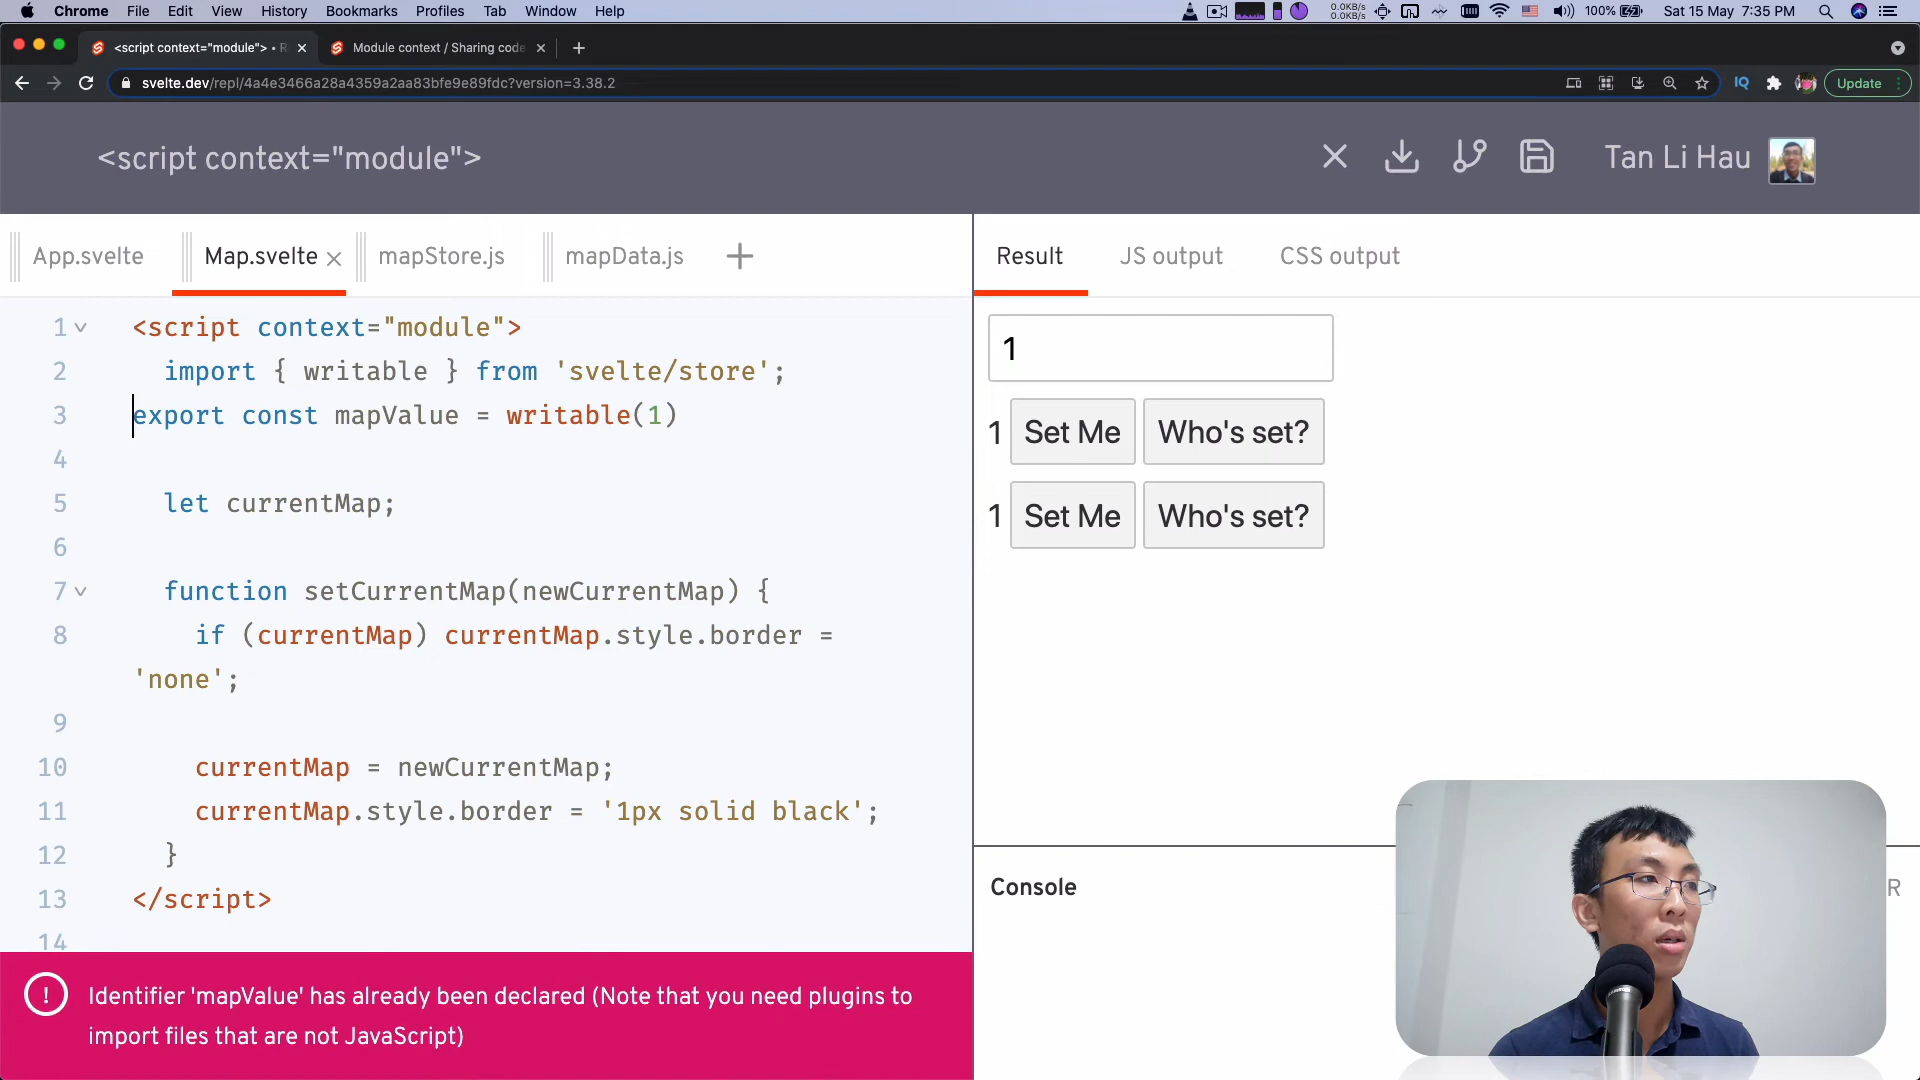 Chrome File Edit View History Bookmarks Profiles Tab Window Help
0.0KB/s
0.0KB/s
100%
Sat 15 May 7:35 PM
<script context="module"> • R
Module context / Sharing code
svelte.dev/repl/4a4e3466a28a4359a2aa83bfe9e89fdc?version=3.38.2
IQ
Update
<script context="module">
Tan Li Hau
App.svelte
Map.svelte
mapStore.js
mapData.js
Result
JS output
CSS output
1 <script context="module">
2 import { writable } from 'svelte/store';
3 export const mapValue = writable(1)
4
5 let currentMap;
6
7 function setCurrentMap(newCurrentMap) {
8 if (currentMap) currentMap.style.border =
'none';
9
10 currentMap = newCurrentMap;
11 currentMap.style.border = '1px solid black';
12 }
13 </script>
14
1
1 Set Me Who's set?
1 Set Me Who's set?
Console
R
! Identifier 'mapValue' has already been declared (Note that you need plugins to
import files that are not JavaScript)